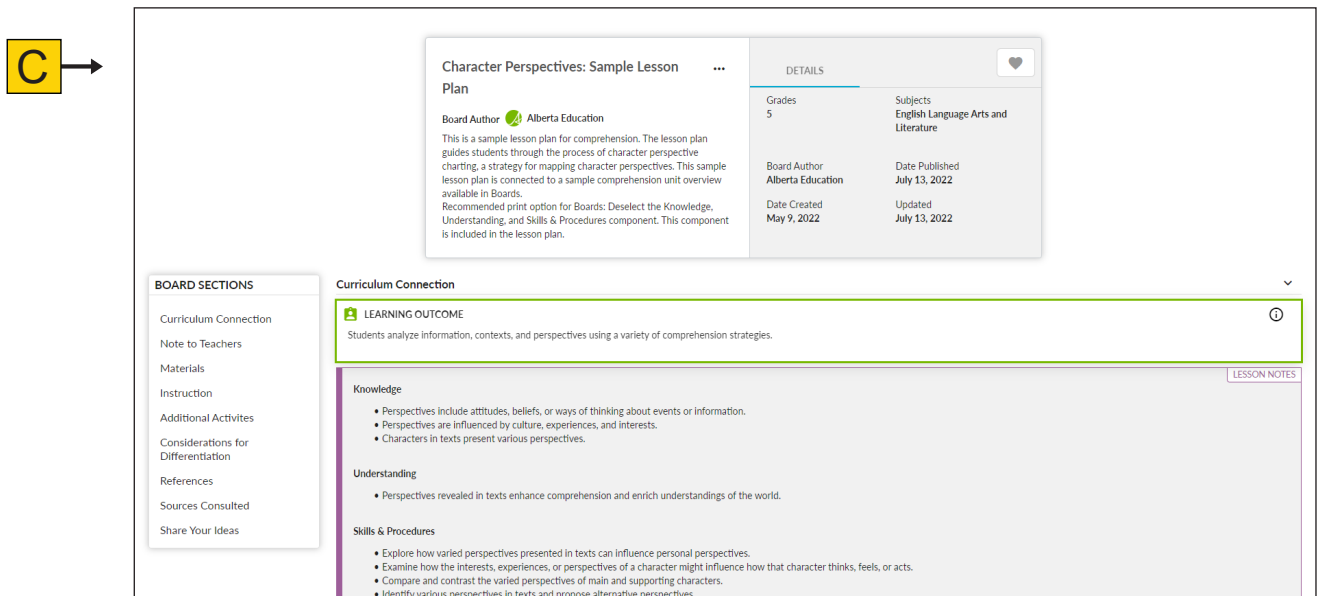 C
Character Perspectives: Sample Lesson
Plan
...
Board Author Alberta Education
This is a sample lesson plan for comprehension. The lesson plan
guides students through the process of character perspective
charting, a strategy for mapping character perspectives. This sample
lesson plan is connected to a sample comprehension unit overview
available in Boards.
Recommended print option for Boards: Deselect the Knowledge,
Understanding, and Skills & Procedures component. This component
is included in the lesson plan.
DETAILS
Grades
5
Subjects
English Language Arts and
Literature
Board Author
Alberta Education
Date Published
July 13, 2022
Date Created
May 9, 2022
Updated
July 13, 2022
BOARD SECTIONS
Curriculum Connection
Note to Teachers
Materials
Instruction
Additional Activites
Considerations for
Differentiation
References
Sources Consulted
Share Your Ideas
Curriculum Connection
LEARNING OUTCOME
Students analyze information, contexts, and perspectives using a variety of comprehension strategies.
LESSON NOTES
Knowledge
• Perspectives include attitudes, beliefs, or ways of thinking about events or information.
• Perspectives are influenced by culture, experiences, and interests.
• Characters in texts present various perspectives.
Understanding
• Perspectives revealed in texts enhance comprehension and enrich understandings of the world.
Skills & Procedures
• Explore how varied perspectives presented in texts can influence personal perspectives.
• Examine how the interests, experiences, or perspectives of a character might influence how that character thinks, feels, or acts.
• Compare and contrast the varied perspectives of main and supporting characters.
• Identify various perspectives in texts and propose alternative perspectives.